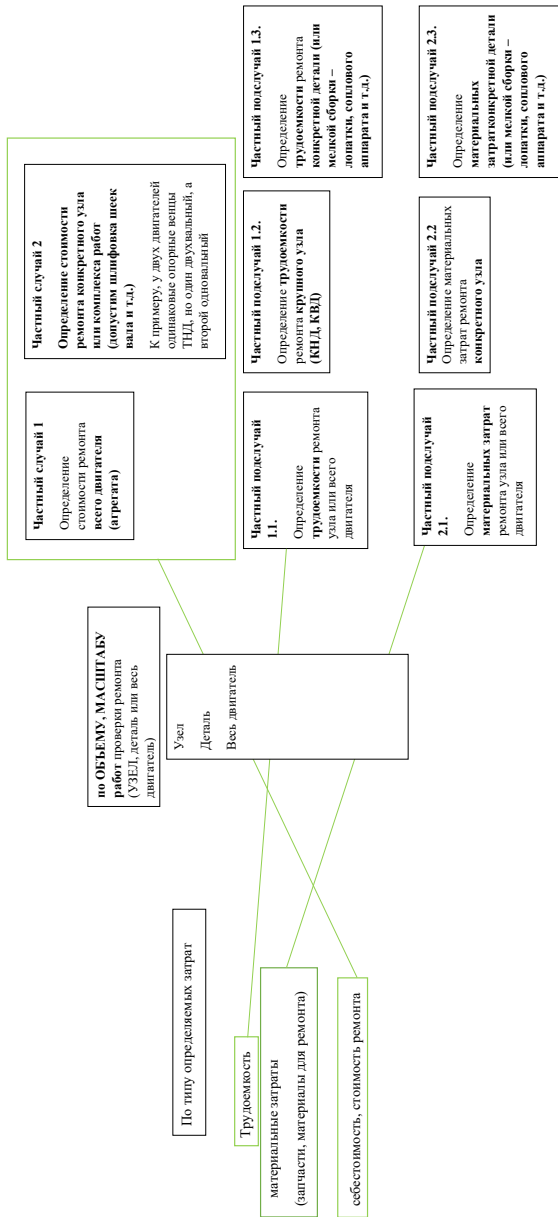 По типу определяемых затрат
Трудоемкость
материальные затраты
(запчасти, материалы для ремонта)
себестоимость, стоимость ремонта
по ОБЪЕМУ, МАСШТАБУ
работ проверки ремонта
(УЗЕЛ, деталь или весь
двигатель)
Узел
Деталь
Весь двигатель
Частный случай 1
Определение
стоимости ремонта
всего двигателя
(агрегата)
Частный случай 2
Определение стоимости
ремонта конкретного узла
или комплекса работ
(допустим шлифовка шеек
вала и т.д.)
К примеру, у двух двигателей
одинаковые опорные венцы
ТНД, но один двухвальный, а
второй одновальный
Частный подслучай
1.1.
Определение
трудоемкости ремонта
узла или всего
двигателя
Частный подслучай 1.2.
Определение трудоемкости
ремонта крупного узла
(КНД, КВД)
Частный подслучай 1.3.
Определение
трудоемкости ремонта
конкретной детали (или
мелкой сборки –
лопатки, соплового
аппарата и т.д.)
Частный подслучай
2.1.
Определение
материальных затрат
ремонта узла или всего
двигателя
Частный подслучай 2.2
Определение материальных
затрат ремонта
конкретного узла
Частный подслучай 2.3.
Определение
материальных
затратконкретной детали
(или мелкой сборки –
лопатки, соплового
аппарата и т.д.)